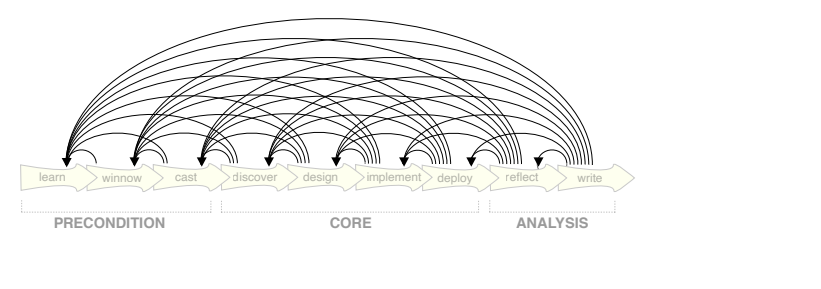 learn winnow cast discover design implement deploy reflect write
PRECONDITION CORE ANALYSIS